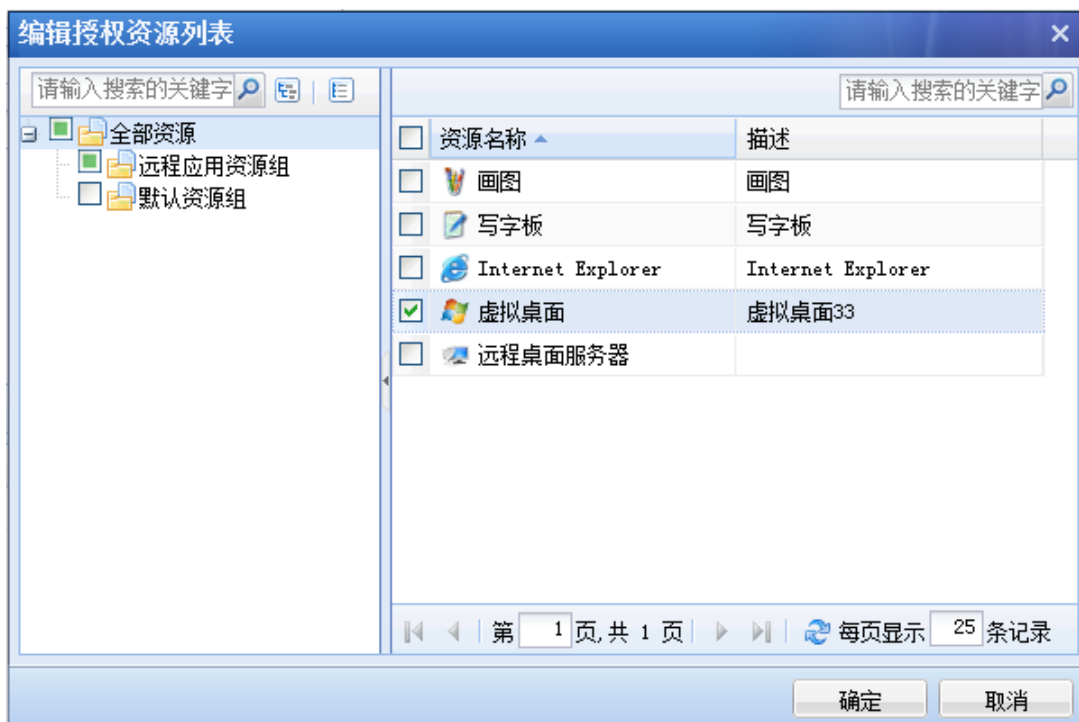 编辑授权资源列表
请输入搜索的关键字
请输入搜索的关键字
全部资源
远程应用资源组
默认资源组
资源名称 描述
画图 画图
写字板 写字板
Internet Explorer Internet Explorer
虚拟桌面 虚拟桌面33
远程桌面服务器
第 1 页,共 1 页 每页显示 25 条记录
确定 取消